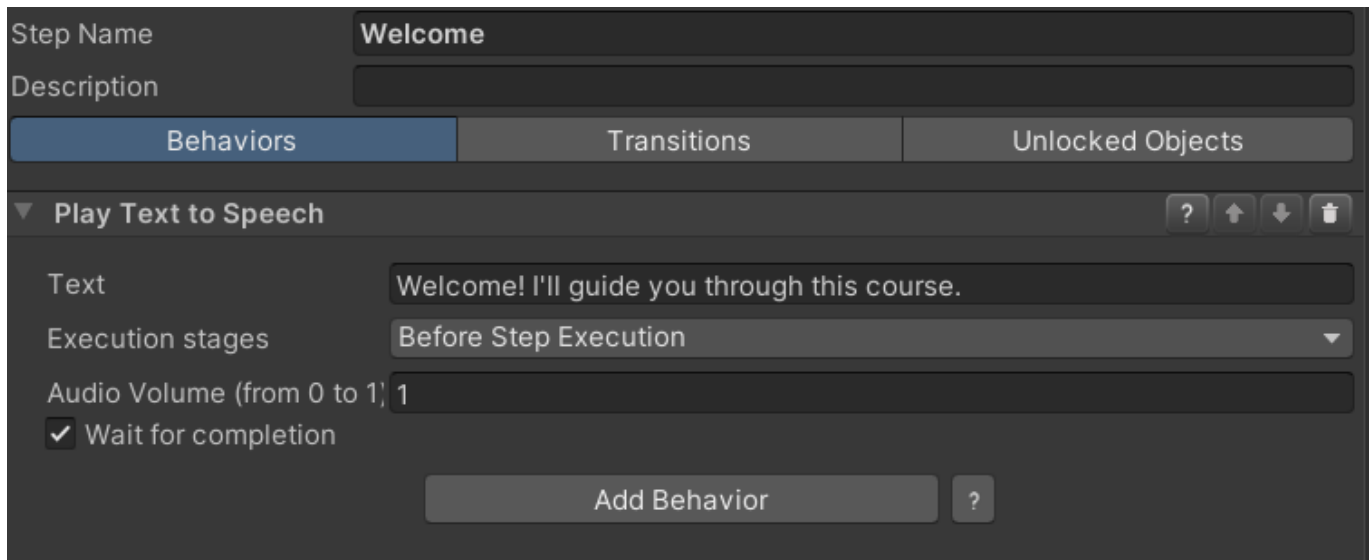 Step Name Welcome
Description
Behaviors Transitions Unlocked Objects
Play Text to Speech ?
Text Welcome! I'll guide you through this course.
Execution stages Before Step Execution
Audio Volume (from 0 to 1) 1
Wait for completion
Add Behavior ?